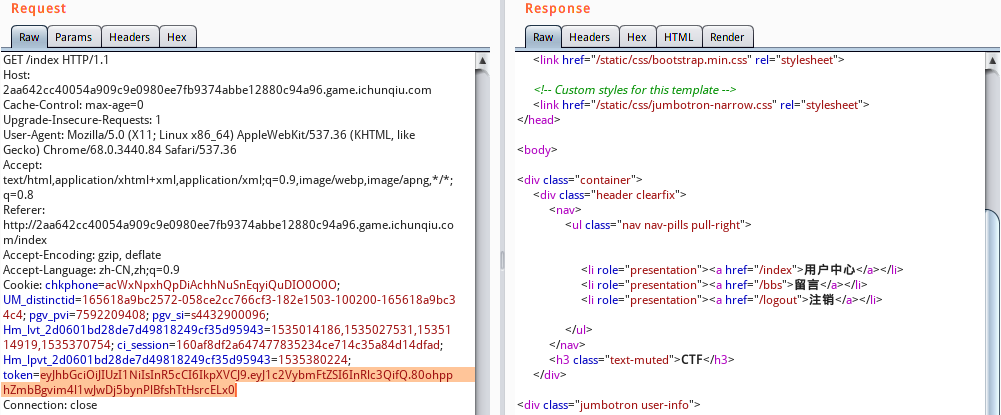 Request
Raw Params Headers Hex
GET /index HTTP/1.1
Host:
2aa642cc40054a909c9e0980ee7fb9374abbe12880c94a96.game.ichunqiu.com
Cache-Control: max-age=0
Upgrade-Insecure-Requests: 1
User-Agent: Mozilla/5.0 (X11; Linux x86_64) AppleWebKit/537.36 (KHTML, like
Gecko) Chrome/68.0.3440.84 Safari/537.36
Accept:
text/html,application/xhtml+xml,application/xml;q=0.9,image/webp,image/apng,*/*;
q=0.8
Referer:
http://2aa642cc40054a909c9e0980ee7fb9374abbe12880c94a96.game.ichunqiu.co
m/index
Accept-Encoding: gzip, deflate
Accept-Language: zh-CN,zh;q=0.9
Cookie: chkphone=acWxNpxhQpDiAchhNuSnEqyiQuDIO0O0O;
UM_distinctid=165618a9bc2572-058ce2cc766cf3-182e1503-100200-165618a9bc3
4c4; pgv_pvi=7592209408; pgv_si=s4432900096;
Hm_lvt_2d0601bd28de7d49818249cf35d95943=1535014186,1535027531,15351
14919,1535370754; ci_session=160af8df2a647477835234ce714c35a84d14dfad;
Hm_lpvt_2d0601bd28de7d49818249cf35d95943=1535380224;
token=eyJhbGciOiJIUzI1NiIsInR5cCI6IkpXVCJ9.eyJ1c2VybmFtZSI6InRlc3QifQ.80ohpp
hZmbBgvim4l1wJwDj5bynPlBfshTtHsrcELx0
Connection: close
Response
Raw Headers Hex HTML Render
<link href="/static/css/bootstrap.min.css" rel="stylesheet">
<!-- Custom styles for this template -->
<link href="/static/css/jumbotron-narrow.css" rel="stylesheet">
</head>
<body>
<div class="container">
<div class="header clearfix">
<nav>
<ul class="nav nav-pills pull-right">
<li role="presentation"><a href="/index">用户中心</a></li>
<li role="presentation"><a href="/bbs">留言</a></li>
<li role="presentation"><a href="/logout">注销</a></li>
</ul>
</nav>
<h3 class="text-muted">CTF</h3>
</div>
<div class="jumbotron user-info">